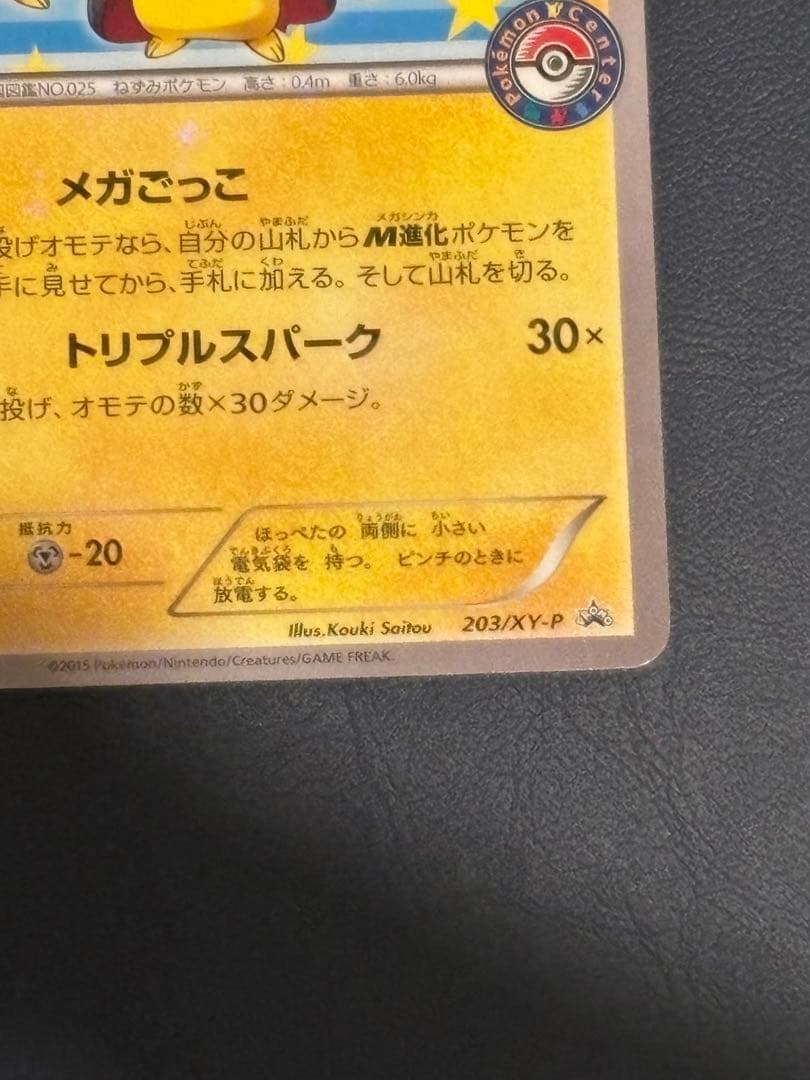 Pokémon Center
図鑑NO.025 ねずみポケモン 高さ：0.4m 重さ：6.0kg
メガごっこ
投げオモテなら、自分の山札からM進化ポケモンを
手に見せてから、手札に加える。そして山札を切る。
トリプルスパーク 30×
投げ、オモテの数×30ダメージ。
抵抗力
-20
ほっぺたの 両側に 小さい
電気袋を 持つ。 ピンチのときに
放電する。
Illus.Kouki Saitou 203/XY-P
©2015 Pokémon/Nintendo/Creatures/GAME FREAK.